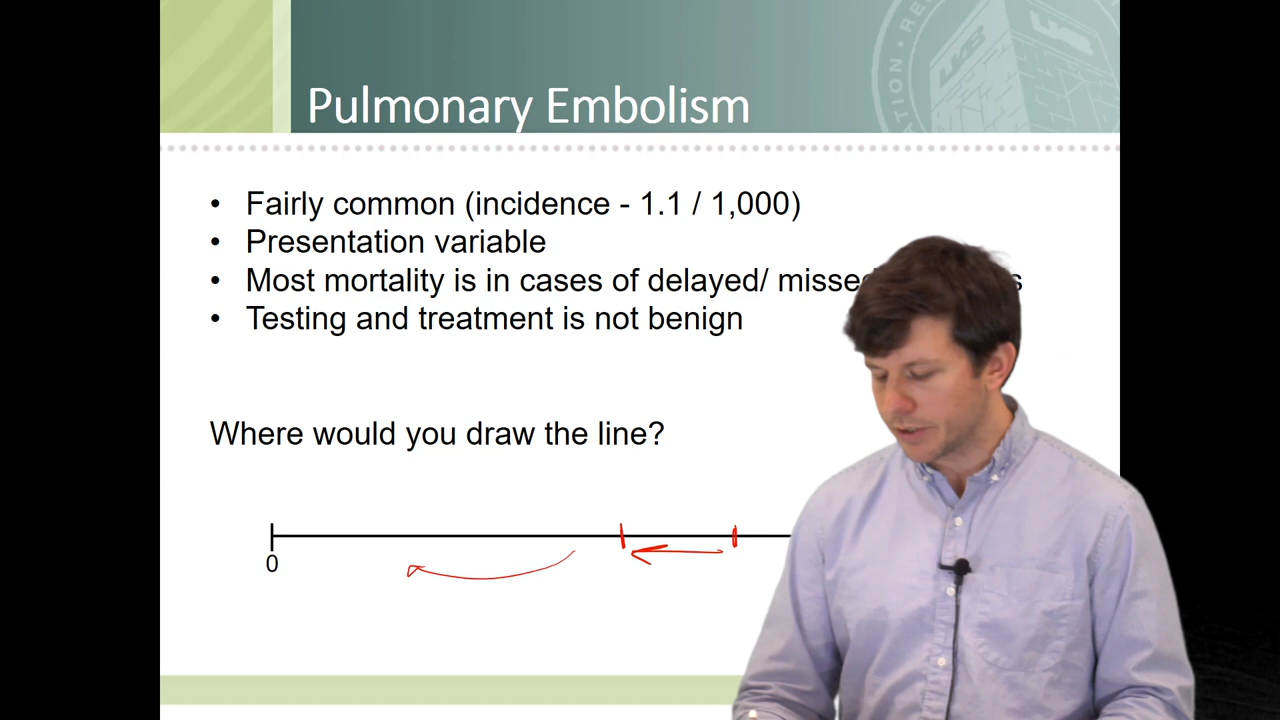 Pulmonary Embolism
• Fairly common (incidence - 1.1 / 1,000)
• Presentation variable
• Most mortality is in cases of delayed/
• Testing and treatment is not benign
Where would you draw the line?
0